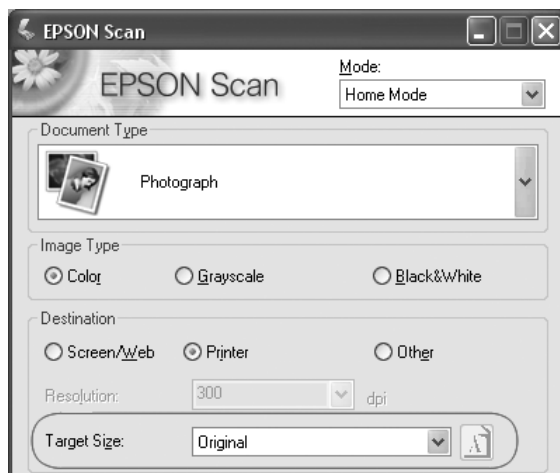 EPSON Scan
EPSON Scan
Mode:
Home Mode
Document Type
Photograph
Image Type
Color
Grayscale
Black&White
Destination
Screen/Web
Printer
Other
Resolution:
300
dpi
Target Size:
Original
A